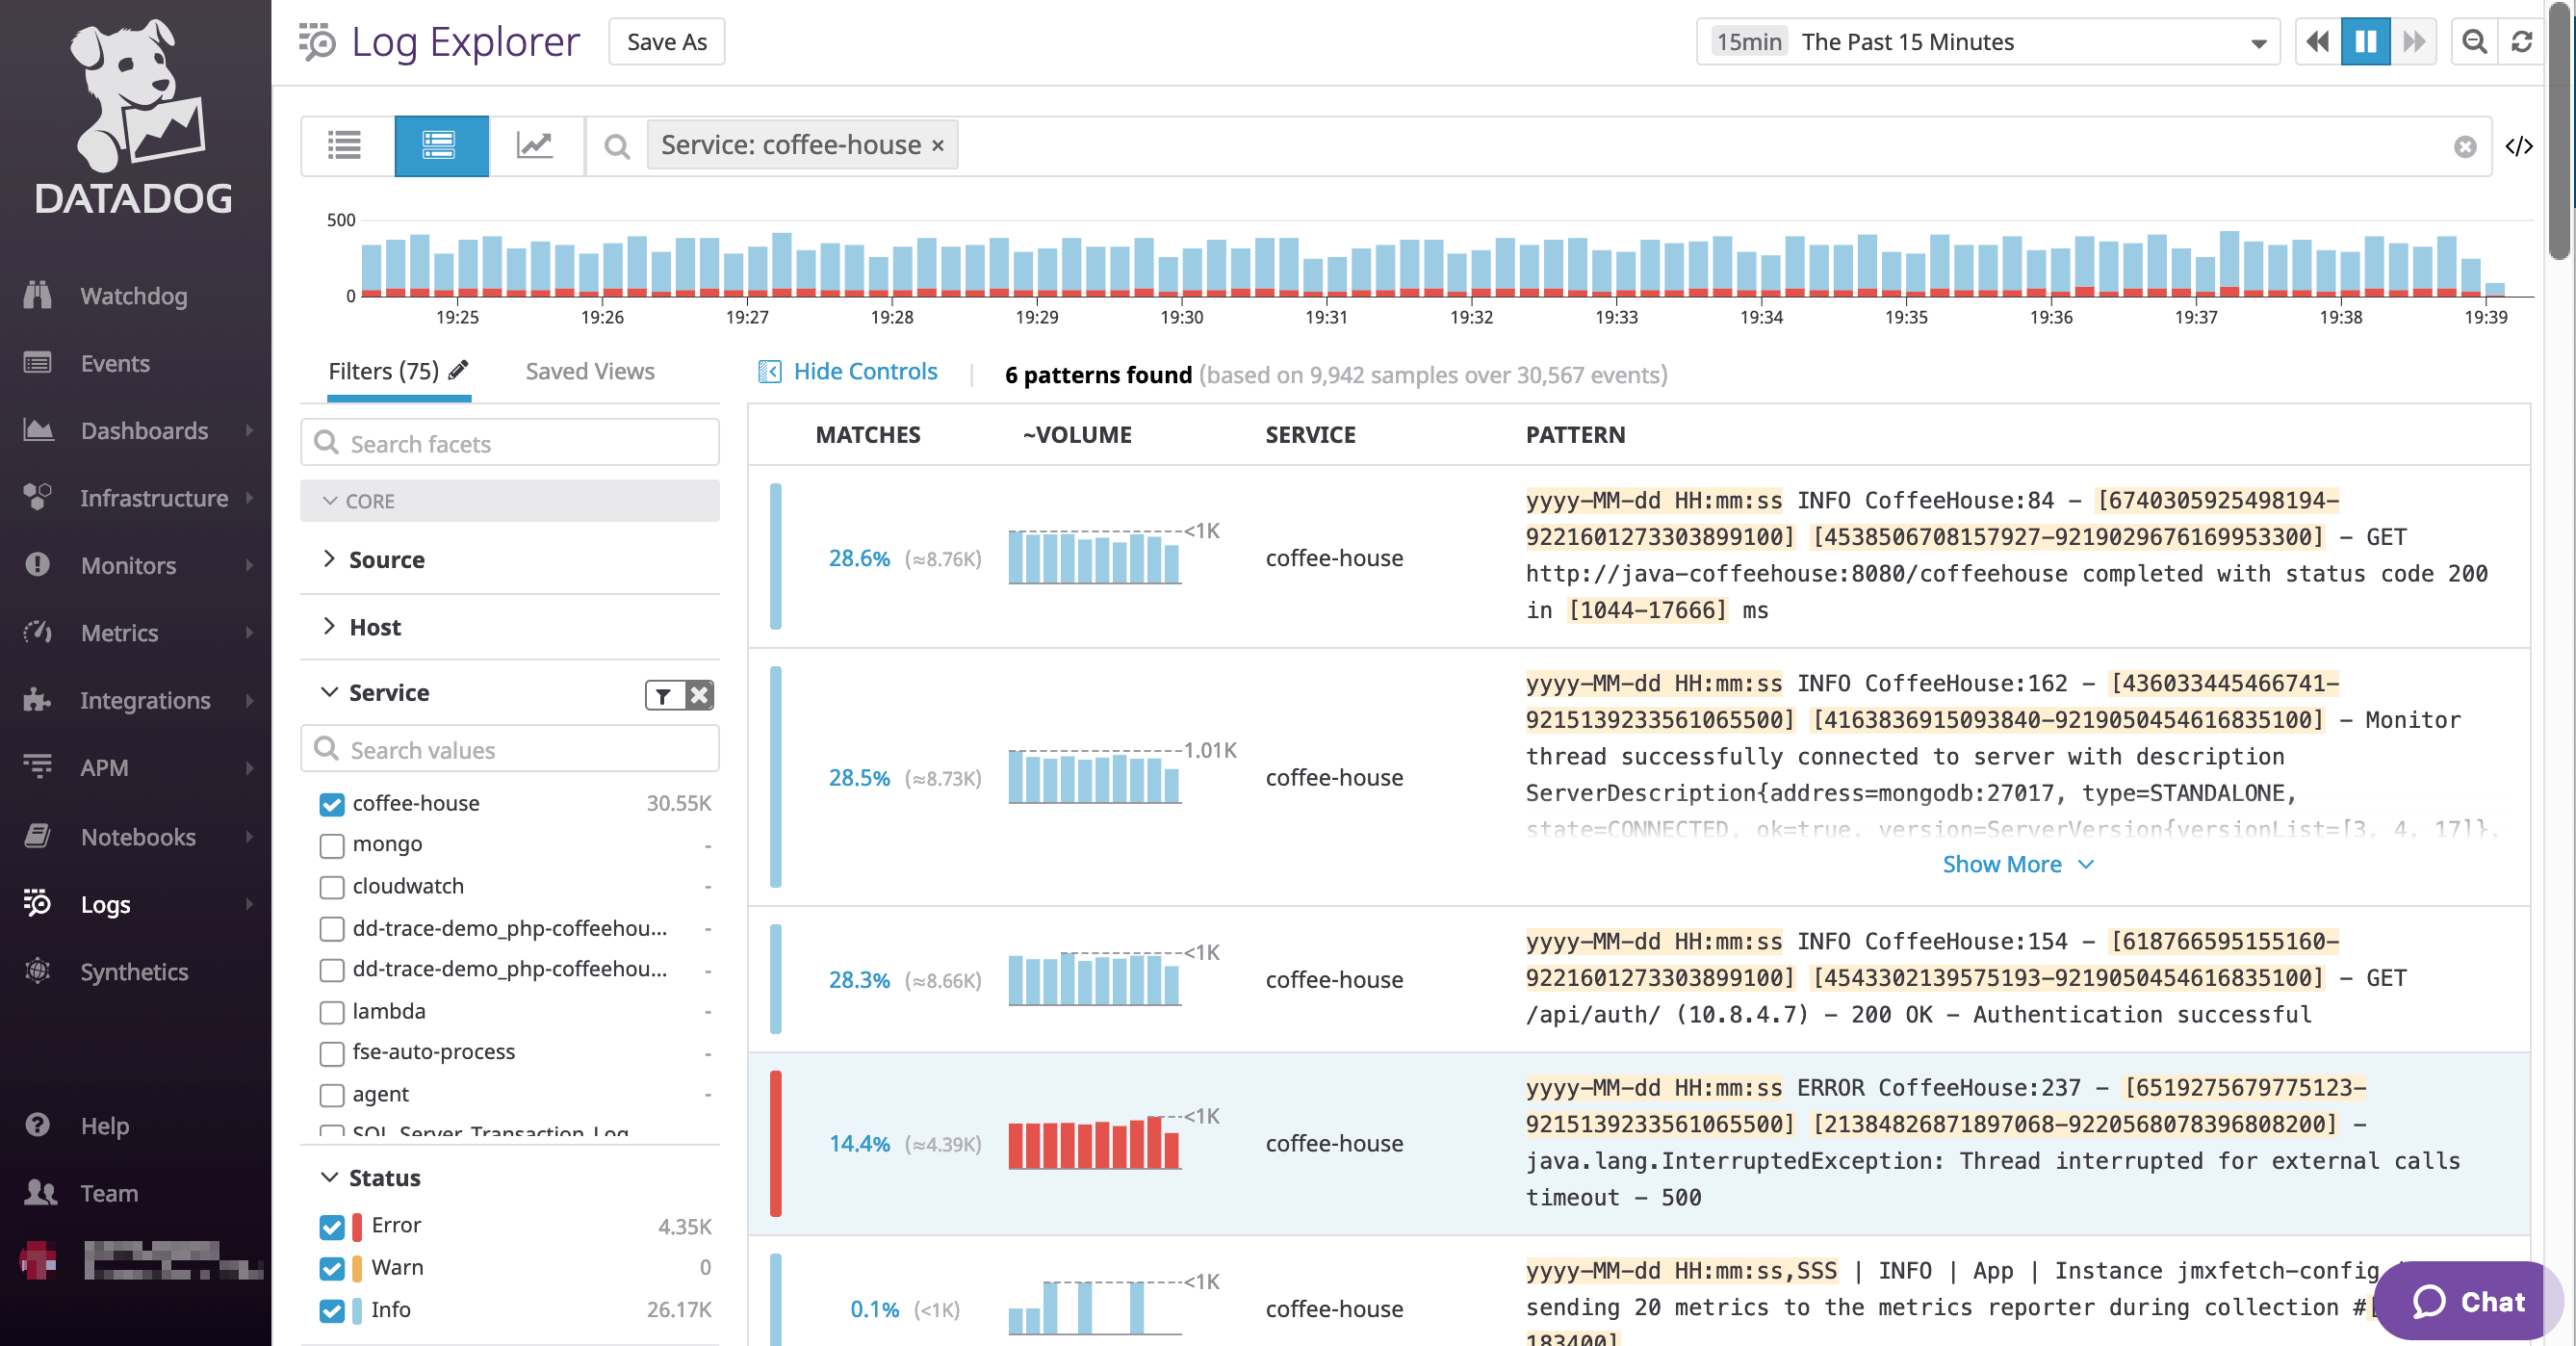 DATADOG
Watchdog
Events
Dashboards
Infrastructure
Monitors
Metrics
Integrations
APM
Notebooks
Logs
Synthetics
Help
Team
Log Explorer
Save As
15min The Past 15 Minutes
Service: coffee-house ×
</>
500
0
19:25 19:26 19:27 19:28 19:29 19:30 19:31 19:32 19:33 19:34 19:35 19:36 19:37 19:38 19:39
Filters (75)
Saved Views
Search facets
CORE
Source
Host
Service
Search values
coffee-house 30.55K
mongo -
cloudwatch -
dd-trace-demo_php-coffeehou... -
dd-trace-demo_php-coffeehou... -
lambda -
fse-auto-process -
agent -
SQL_Server_Transaction_Log
Status
Error 4.35K
Warn 0
Info 26.17K
Hide Controls
6 patterns found (based on 9,942 samples over 30,567 events)
MATCHES ~VOLUME SERVICE PATTERN
28.6% (≈8.76K)
<1K
coffee-house
yyyy-MM-dd HH:mm:ss INFO CoffeeHouse:84 - [6740305925498194-
9221601273303899100] [4538506708157927-9219029676169953300] - GET
http://java-coffeehouse:8080/coffeehouse completed with status code 200
in [1044-17666] ms
28.5% (≈8.73K)
1.01K
coffee-house
yyyy-MM-dd HH:mm:ss INFO CoffeeHouse:162 - [436033445466741-
9215139233561065500] [4163836915093840-9219050454616835100] - Monitor
thread successfully connected to server with description
ServerDescription{address=mongodb:27017, type=STANDALONE,
state=CONNECTED, ok=true, version=ServerVersion{versionList=[3, 4, 17]},
Show More
28.3% (≈8.66K)
<1K
coffee-house
yyyy-MM-dd HH:mm:ss INFO CoffeeHouse:154 - [618766595155160-
9221601273303899100] [4543302139575193-9219050454616835100] - GET
/api/auth/ (10.8.4.7) - 200 OK - Authentication successful
14.4% (≈4.39K)
<1K
coffee-house
yyyy-MM-dd HH:mm:ss ERROR CoffeeHouse:237 - [6519275679775123-
9215139233561065500] [21384826871897068-9220568078396808200] -
java.lang.InterruptedException: Thread interrupted for external calls
timeout - 500
0.1% (<1K)
<1K
coffee-house
yyyy-MM-dd HH:mm:ss,SSS | INFO | App | Instance jmxfetch-config
sending 20 metrics to the metrics reporter during collection #[
183400]
Chat